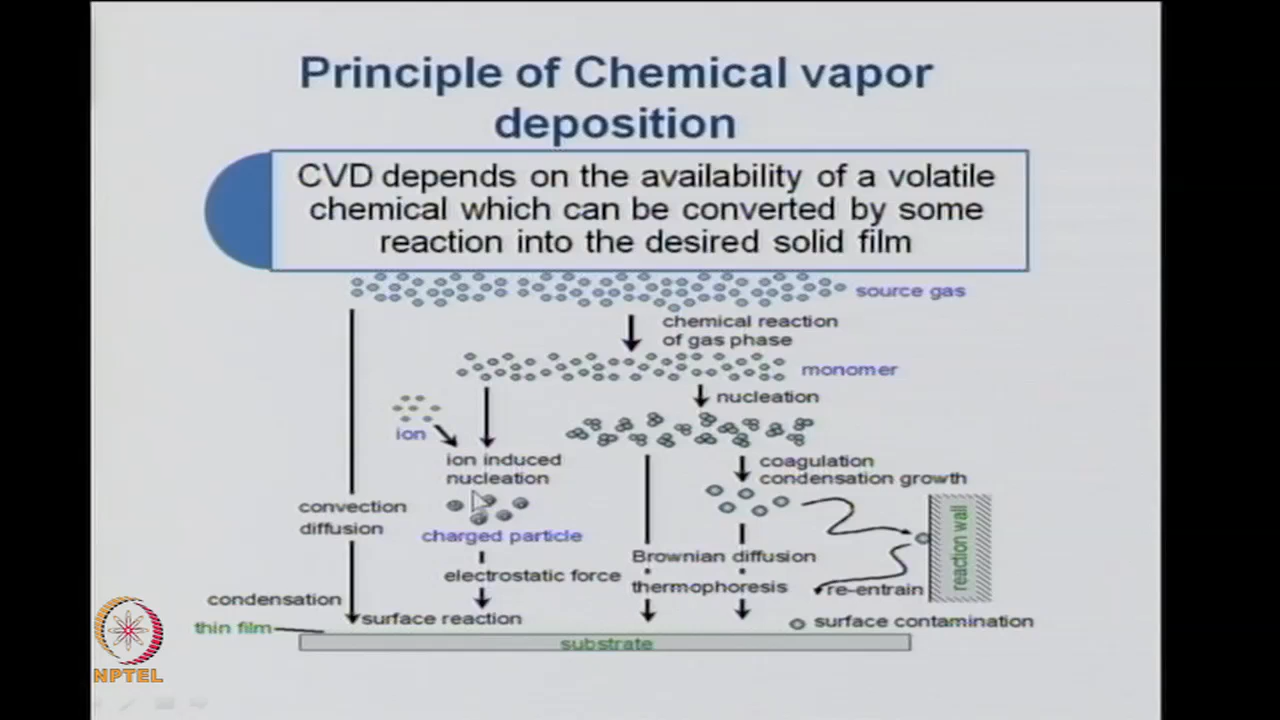 Principle of Chemical vapor
deposition
CVD depends on the availability of a volatile
chemical which can be converted by some
reaction into the desired solid film
source gas
chemical reaction
of gas phase
monomer
nucleation
ion
ion induced
nucleation
coagulation
condensation growth
convection
diffusion
charged particle
reaction wall
Brownian diffusion
electrostatic force
thermophoresis
re-entrain
condensation
surface reaction
surface contamination
thin film
substrate
NPTEL